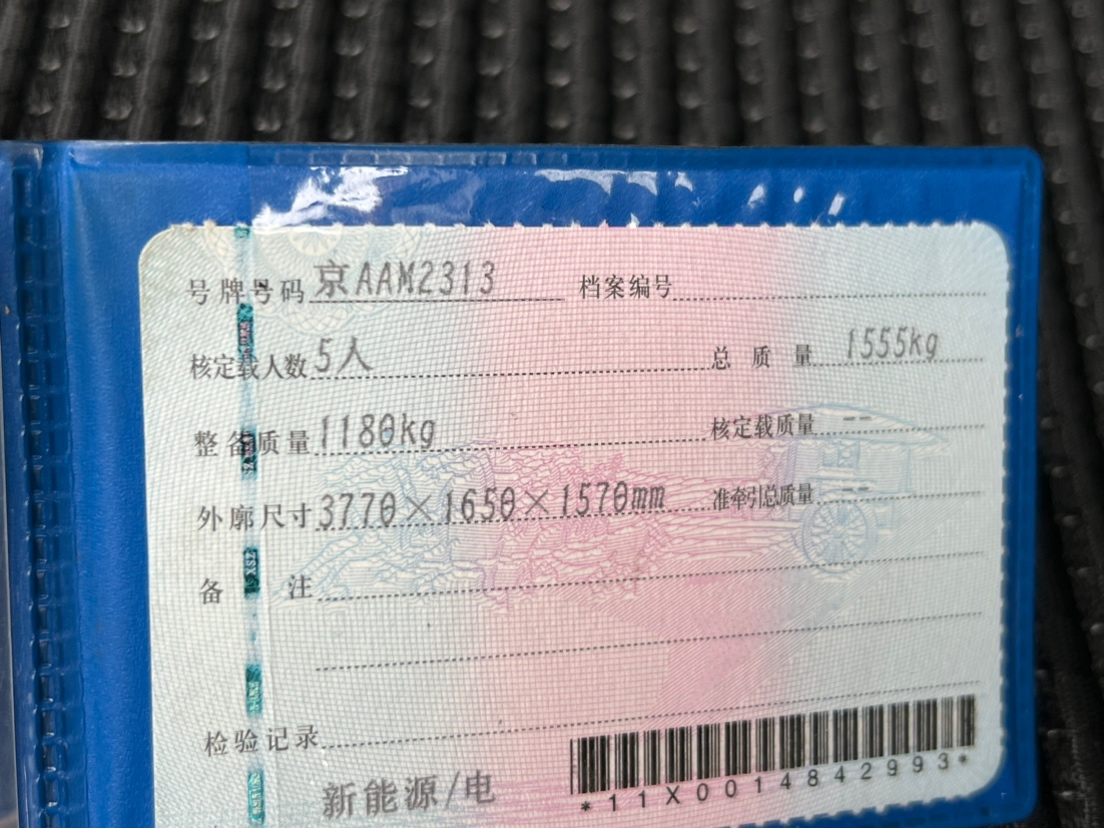 号牌号码 京AAM2313 档案编号
核定载人数 5人 总质量 1555kg
整备质量 1180kg 核定载质量 --
外廓尺寸 3770×1650×1570mm 准牵引总质量 --
备注
检验记录
新能源/电
*11X0014842993*